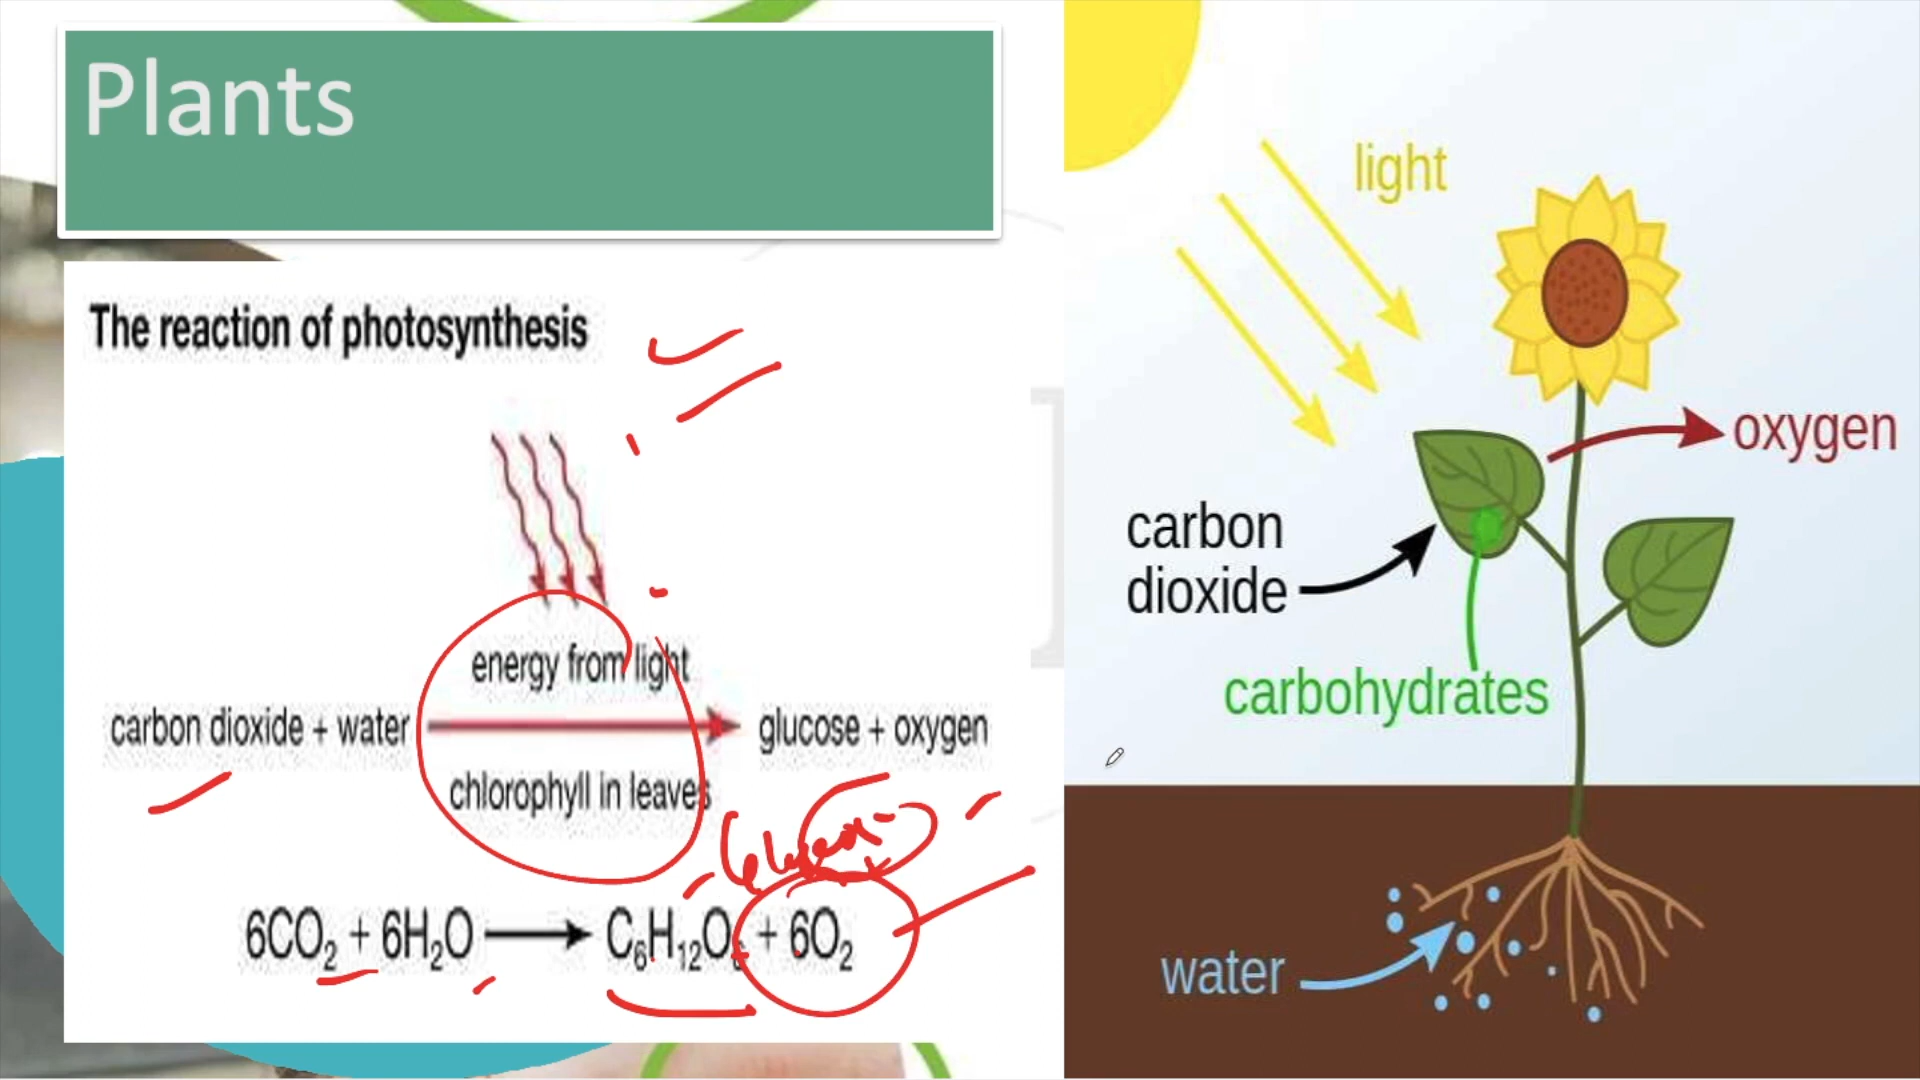 Plants
The reaction of photosynthesis
energy from light
carbon dioxide + water
glucose + oxygen
chlorophyll in leaves
6CO₂ + 6H₂O → C₆H₁₂O₆ + 6O₂
light
oxygen
carbon
dioxide
carbohydrates
water